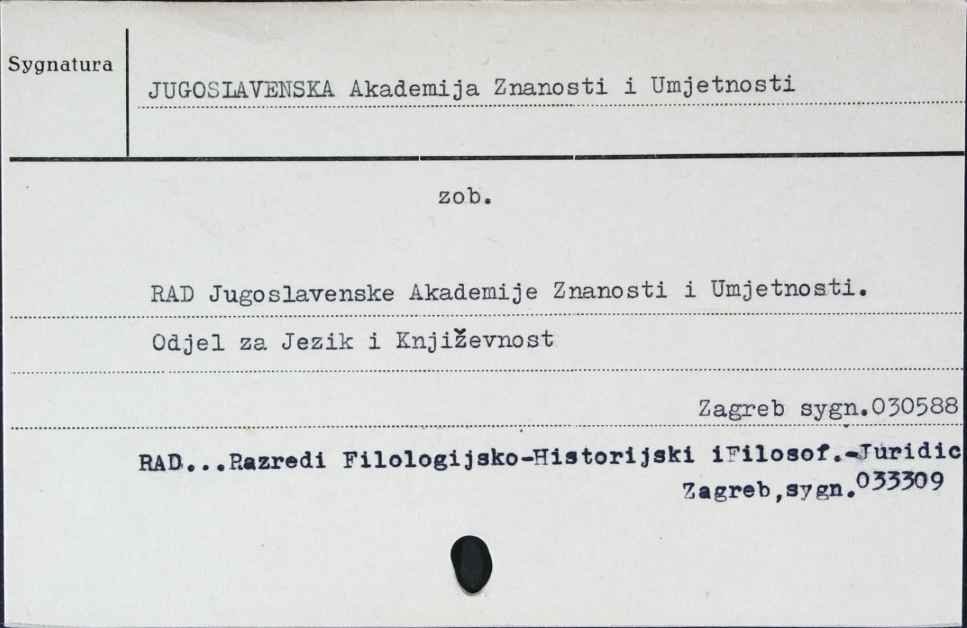 Sygnatura
JUGOSLAVENSKA Akademija Znanosti i Umjetnosti
zob.
RAD Jugoslavenske Akademije Znanosti i Umjetnosti.
Odjel za Jezik i Književnost
Zagreb sygn.030588
RAD...Razredi Filologijsko-Historijski iFilosof.-Juridic
Zagreb,sygn.033309